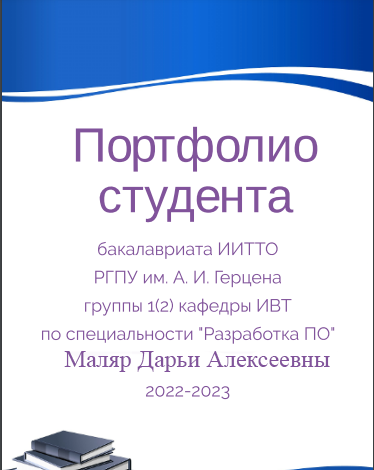 Портфолио
студента
бакалавриата ИИТТО
РГПУ им. А. И. Герцена
группы 1(2) кафедры ИВТ
по специальности "Разработка ПО"
Маляр Дарьи Алексеевны
2022-2023